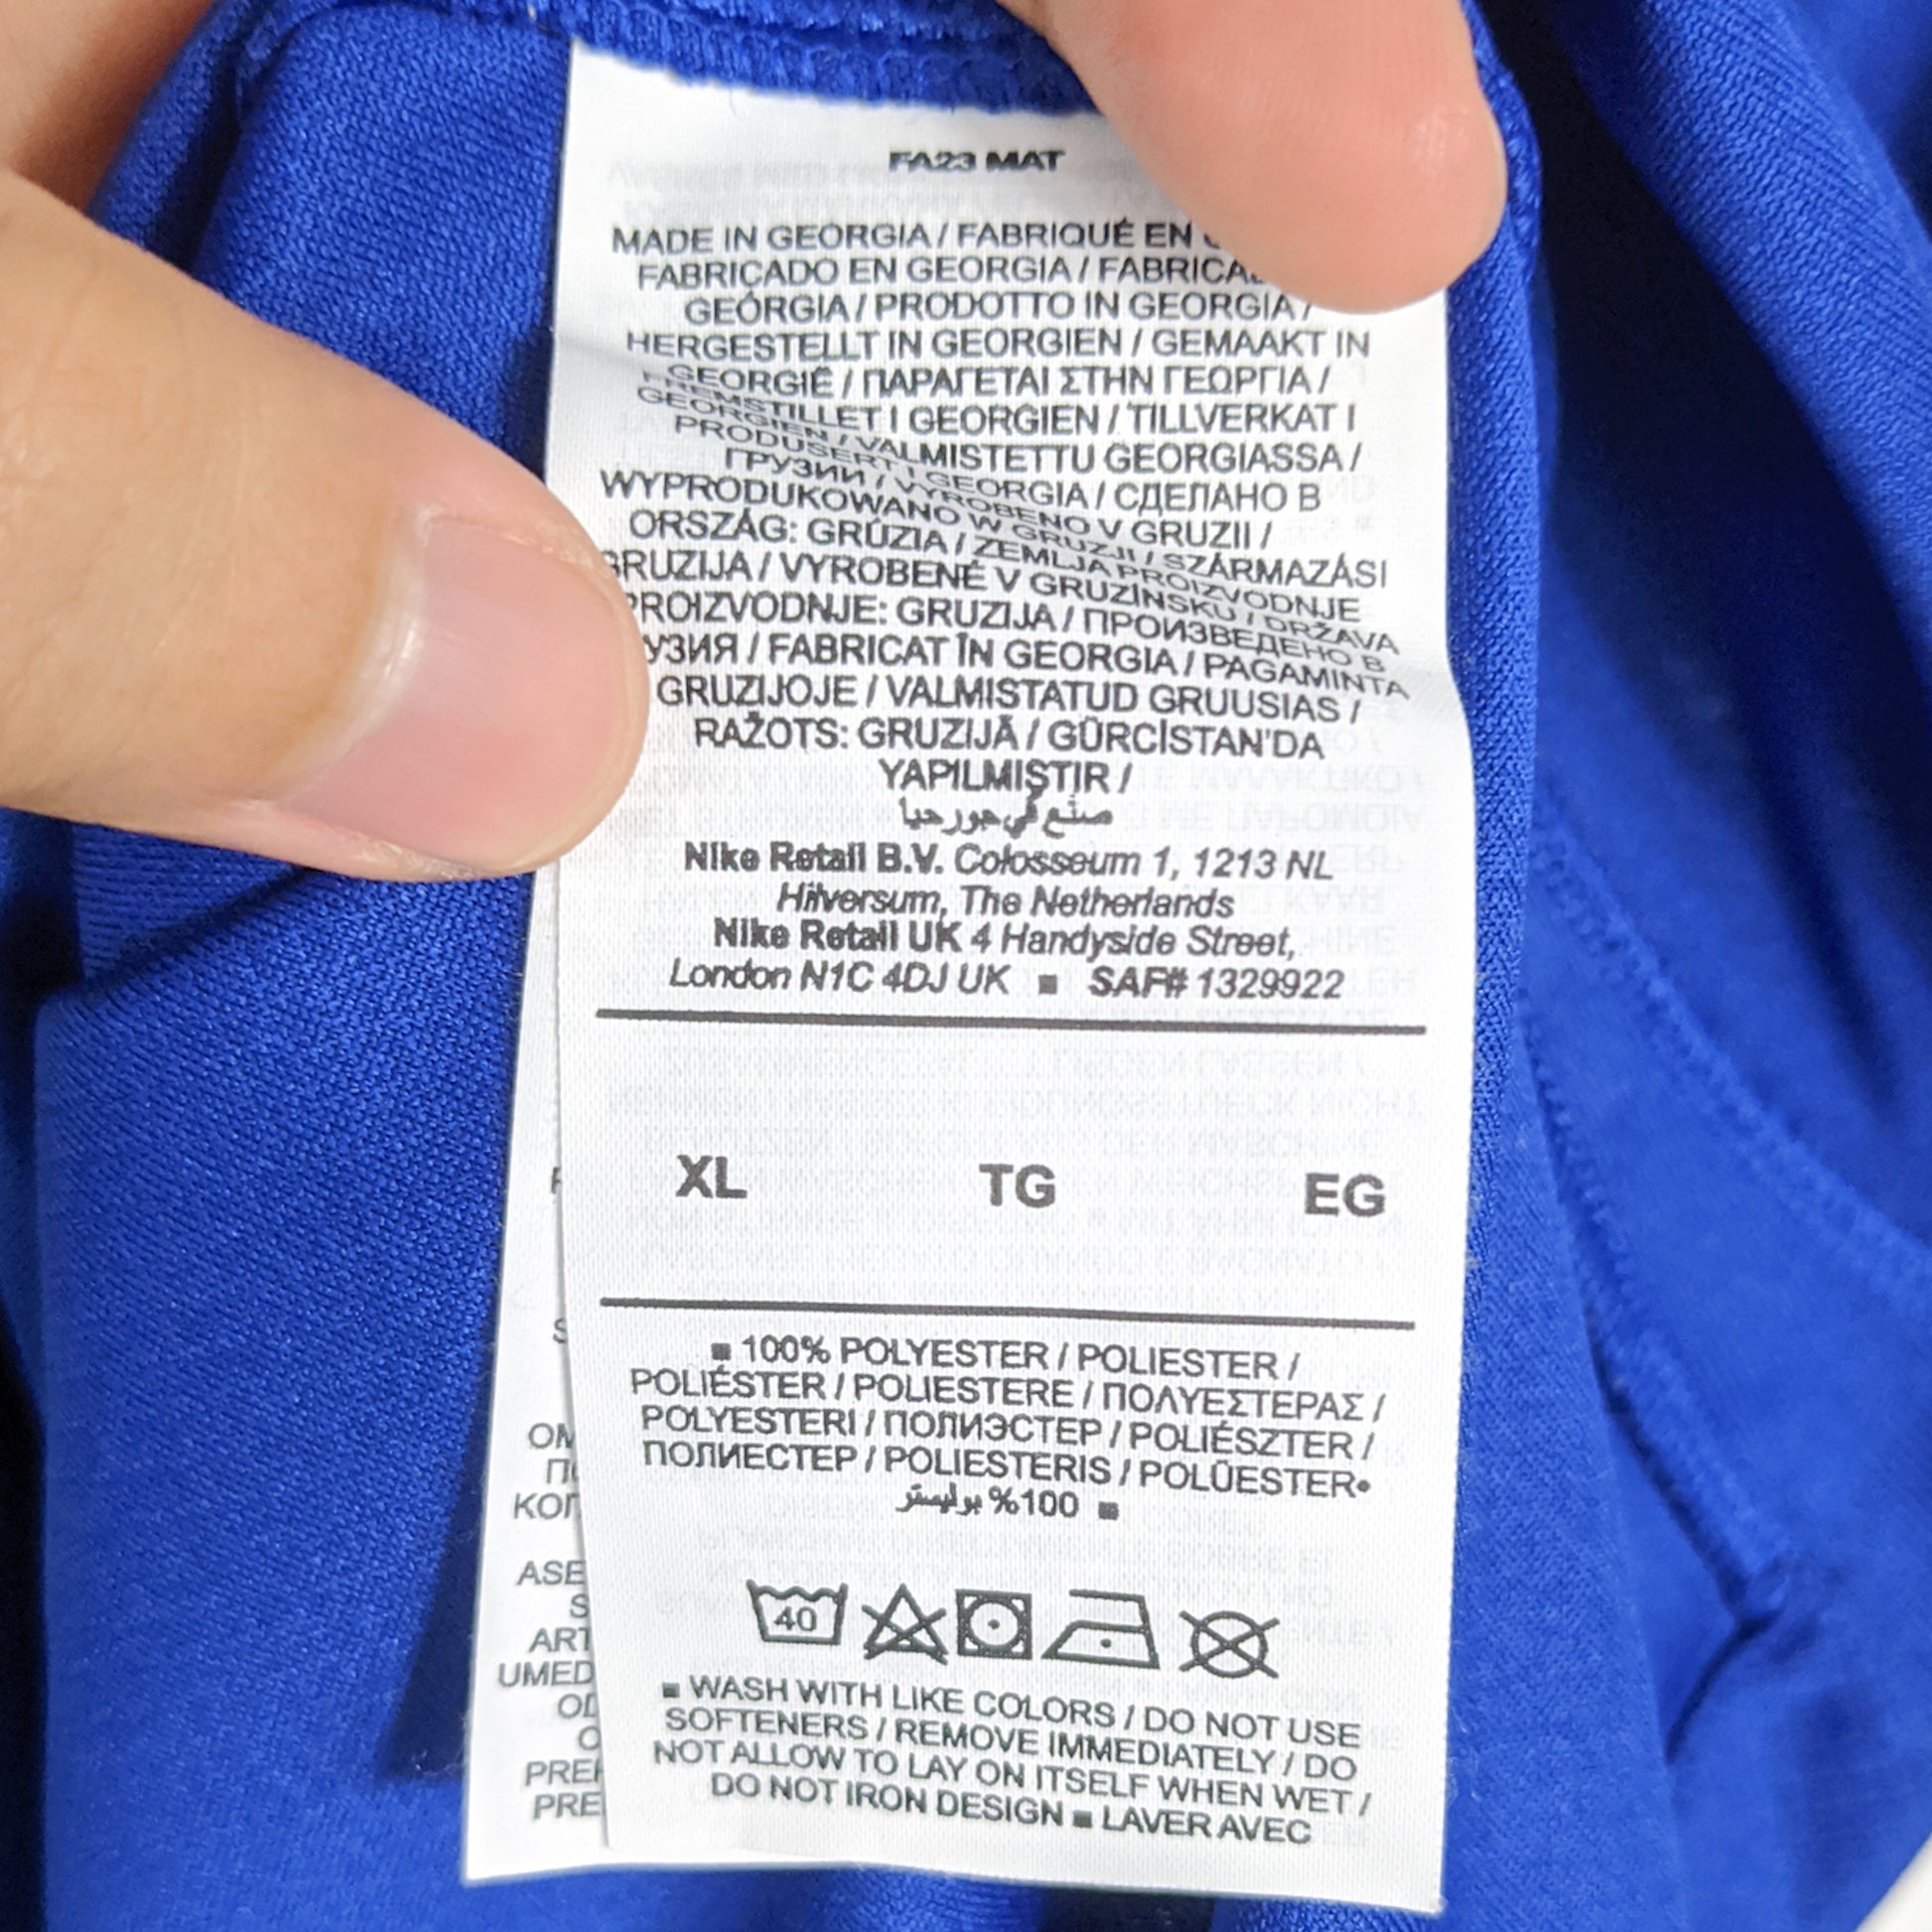 FA23 MAT
MADE IN GEORGIA / FABRIQUÉ EN
FABRICADO EN GEORGIA /
GEÓRGIA / PRODOTTO IN GEORGIA /
HERGESTELLT IN GEORGIEN / GEMAAKT IN
GEORGIË / ΠΑΡΑΓΕΤΑΙ ΣΤΗΝ ΓΕΩΡΓΙΑ /
FREMSTILLET I GEORGIEN / TILLVERKAT I
GEORGIEN / VALMISTETTU GEORGIASSA /
PRODUSERT I GEORGIA / СДЕЛАНО В
ГРУЗИИ / VYROBENO V GRUZII /
WYPRODUKOWANO W GRUZJI / SZÁRMAZÁSI
ORSZÁG: GRÚZIA / ZEMLJA PROIZVODNJE
GRUZIJA / VYROBENÉ V GRUZÍNSKU / DRŽAVA
PROIZVODNJE: GRUZIJA / ПРОИЗВЕДЕНО В
/ FABRICAT ÎN GEORGIA / PAGAMINTA
GRUZIJOJE / VALMISTATUD GRUUSIAS /
RAŽOTS: GRUZIJĀ / GÜRCİSTAN'DA
YAPILMIŞTIR /
صنع في جورجيا
Nike Retail B.V. Colosseum 1, 1213 NL
Hilversum, The Netherlands
Nike Retail UK 4 Handyside Street,
London N1C 4DJ UK ■ SAF# 1329922
XL TG EG
■ 100% POLYESTER / POLIESTER /
POLIÉSTER / POLIESTERE / ΠΟΛΥΕΣΤΕΡΑΣ /
POLYESTERI / ПОЛИЭСТЕР / POLIÉSZTER /
ПОЛИЕСТЕР / POLIESTERIS / POLÜESTER•
■ 100% بوليستر
40
■ WASH WITH LIKE COLORS / DO NOT USE
SOFTENERS / REMOVE IMMEDIATELY / DO
NOT ALLOW TO LAY ON ITSELF WHEN WET /
DO NOT IRON DESIGN ■ LAVER AVEC